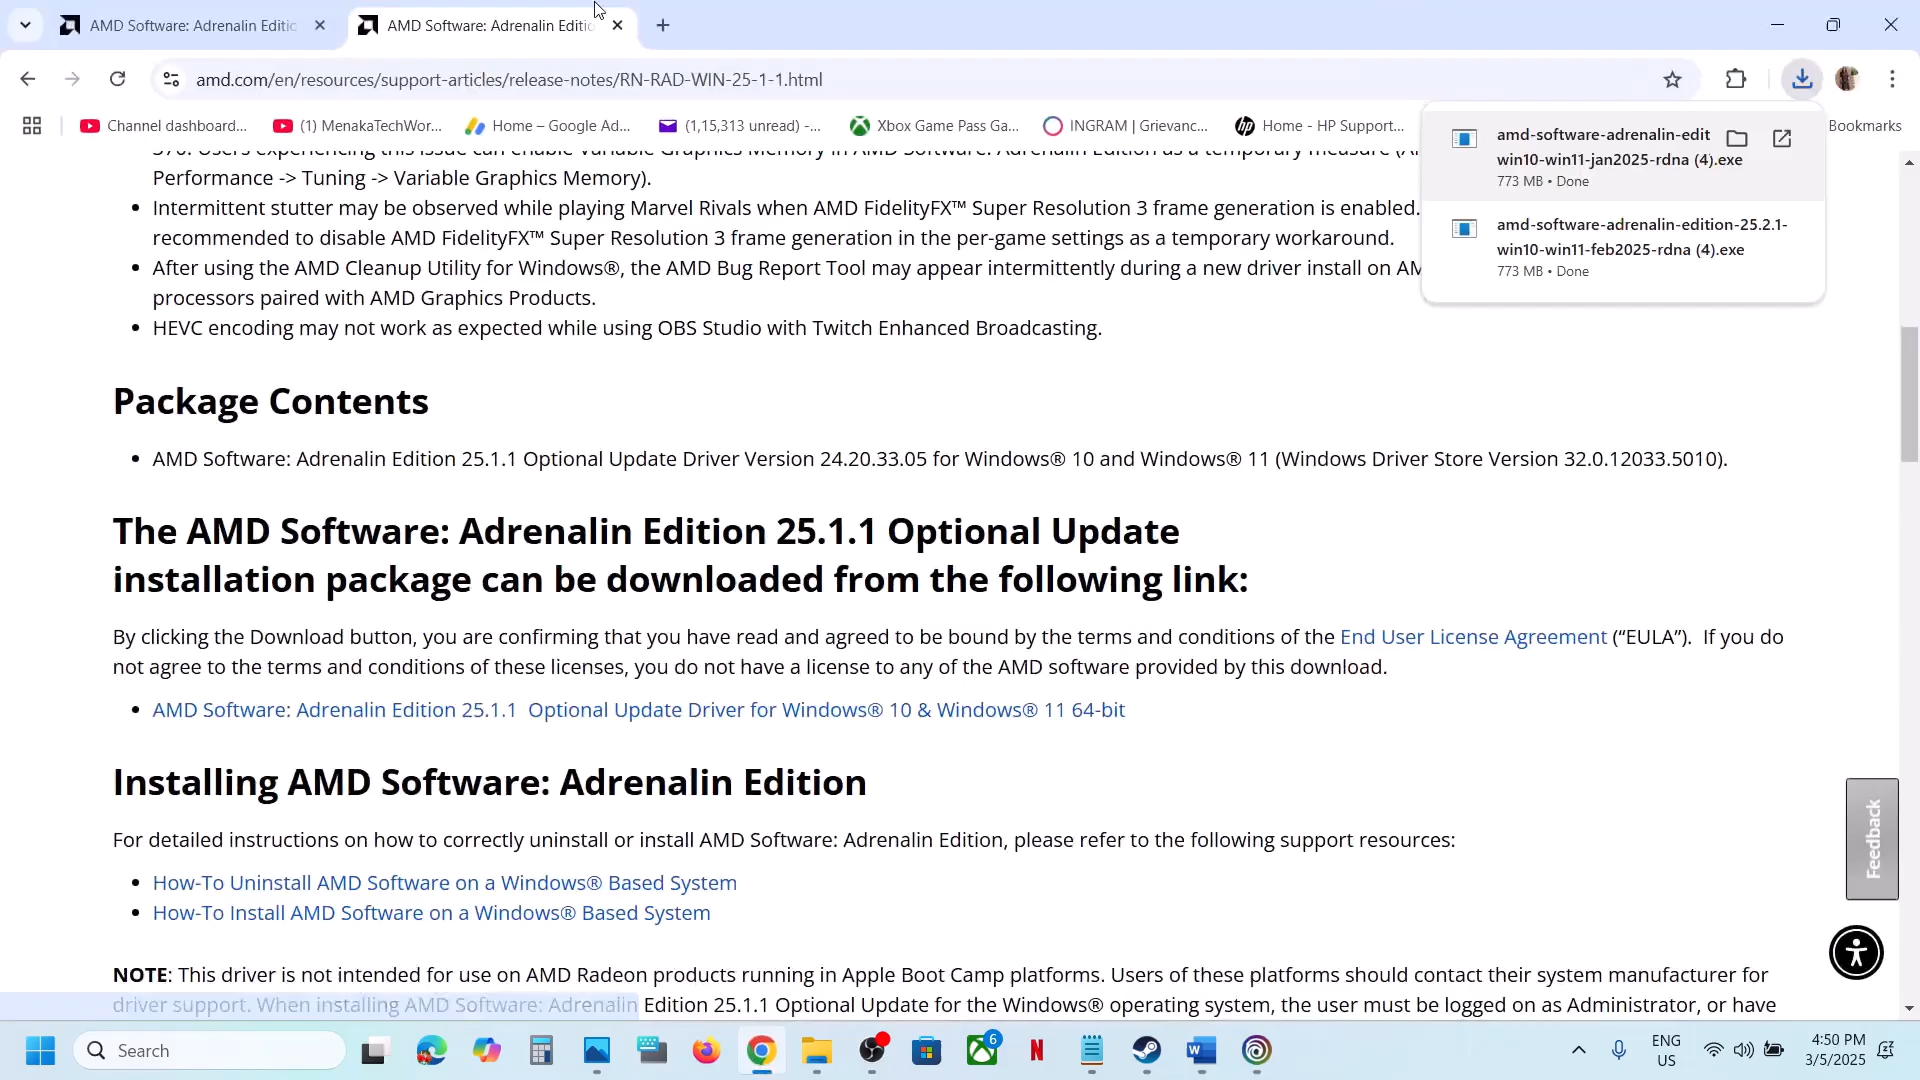 AMD Software: Adrenalin Editio
AMD Software: Adrenalin Editio
amd.com/en/resources/support-articles/release-notes/RN-RAD-WIN-25-1-1.html
Channel dashboard...
(1) MenakaTechWor...
Home – Google Ad...
(1,15,313 unread) -...
Xbox Game Pass Ga...
INGRAM | Grievanc...
Home - HP Support...
Bookmarks
amd-software-adrenalin-edit
win10-win11-jan2025-rdna (4).exe
773 MB • Done
amd-software-adrenalin-edition-25.2.1-
win10-win11-feb2025-rdna (4).exe
773 MB • Done
Performance -> Tuning -> Variable Graphics Memory).
Intermittent stutter may be observed while playing Marvel Rivals when AMD FidelityFX™ Super Resolution 3 frame generation is enabled.
recommended to disable AMD FidelityFX™ Super Resolution 3 frame generation in the per-game settings as a temporary workaround.
After using the AMD Cleanup Utility for Windows®, the AMD Bug Report Tool may appear intermittently during a new driver install on AM
processors paired with AMD Graphics Products.
HEVC encoding may not work as expected while using OBS Studio with Twitch Enhanced Broadcasting.
Package Contents
AMD Software: Adrenalin Edition 25.1.1 Optional Update Driver Version 24.20.33.05 for Windows® 10 and Windows® 11 (Windows Driver Store Version 32.0.12033.5010).
The AMD Software: Adrenalin Edition 25.1.1 Optional Update
installation package can be downloaded from the following link:
By clicking the Download button, you are confirming that you have read and agreed to be bound by the terms and conditions of the End User License Agreement (“EULA”). If you do
not agree to the terms and conditions of these licenses, you do not have a license to any of the AMD software provided by this download.
AMD Software: Adrenalin Edition 25.1.1 Optional Update Driver for Windows® 10 & Windows® 11 64-bit
Installing AMD Software: Adrenalin Edition
For detailed instructions on how to correctly uninstall or install AMD Software: Adrenalin Edition, please refer to the following support resources:
How-To Uninstall AMD Software on a Windows® Based System
How-To Install AMD Software on a Windows® Based System
Feedback
NOTE: This driver is not intended for use on AMD Radeon products running in Apple Boot Camp platforms. Users of these platforms should contact their system manufacturer for
driver support. When installing AMD Software: Adrenalin Edition 25.1.1 Optional Update for the Windows® operating system, the user must be logged on as Administrator, or have
Search
6
ENG
US
4:50 PM
3/5/2025